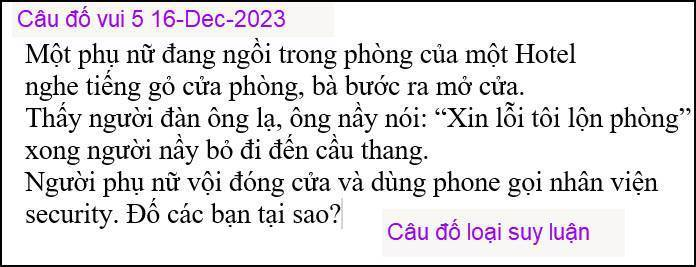 Câu đố vui 5 16-Dec-2023
Một phụ nữ đang ngồi trong phòng của một Hotel
nghe tiếng gỏ cửa phòng, bà bước ra mở cửa.
Thấy người đàn ông lạ, ông nầy nói: “Xin lỗi tôi lộn phòng”
xong người nầy bỏ đi đến cầu thang.
Người phụ nữ vội đóng cửa và dùng phone gọi nhân viện
security. Đố các bạn tại sao?
Câu đố loại suy luận